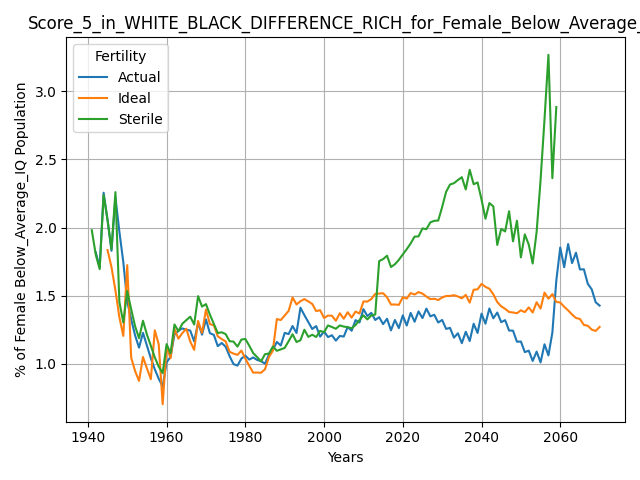 Score_5_in_WHITE_BLACK_DIFFERENCE_RICH_for_Female_Below_Average_
Fertility
Actual
Ideal
Sterile
% of Female Below_Average_IQ Population
3.0
2.5
2.0
1.5
1.0
1940 1960 1980 2000 2020 2040 2060
Years